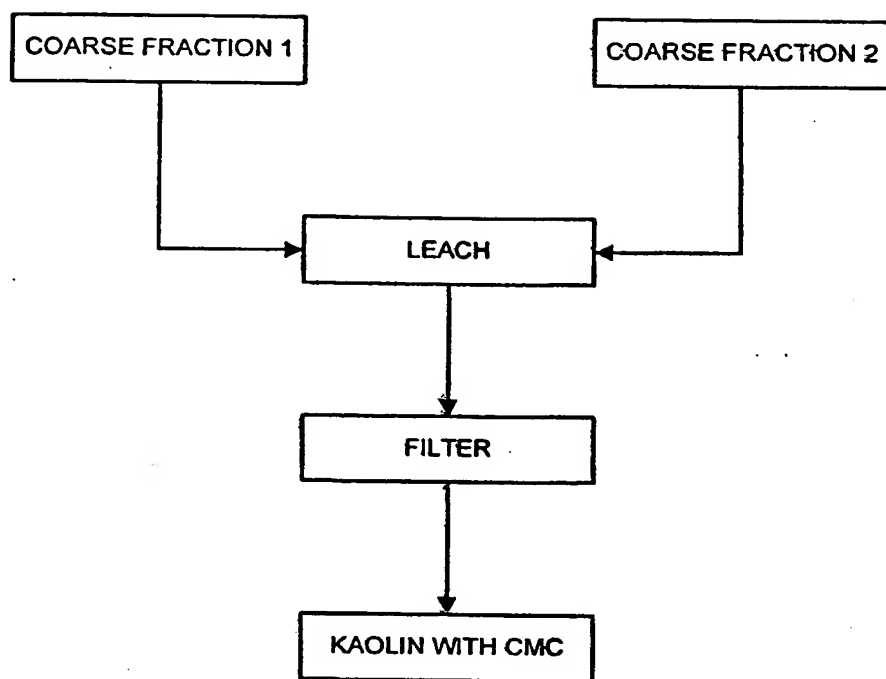 COARSE FRACTION 1
COARSE FRACTION 2
LEACH
FILTER
KAOLIN WITH CMC